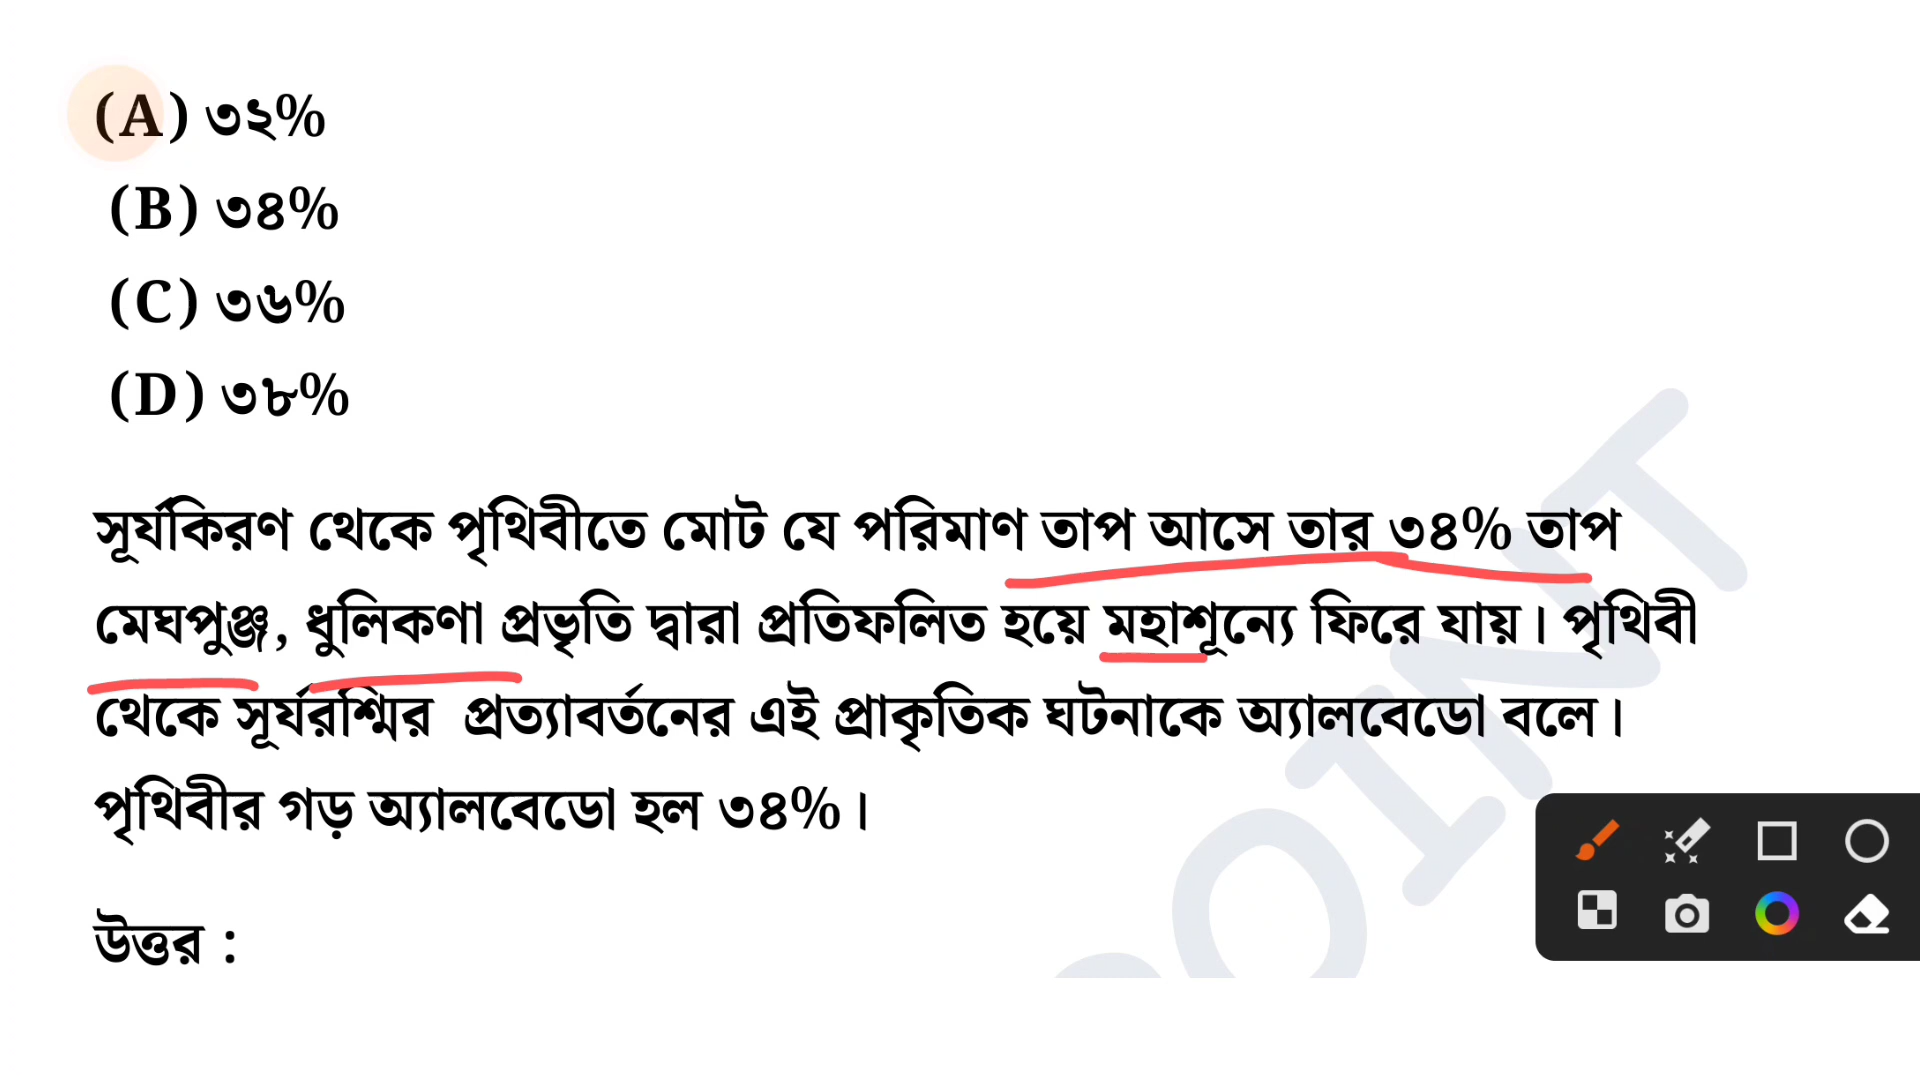 (A) ৩২%
(B) ৩৪%
(C) ৩৬%
(D) ৩৮%
সূর্যকিরণ থেকে পৃথিবীতে মোট যে পরিমাণ তাপ আসে তার ৩৪% তাপ
মেঘপুঞ্জ, ধুলিকণা প্রভৃতি দ্বারা প্রতিফলিত হয়ে মহাশূন্যে ফিরে যায়। পৃথিবী
থেকে সূর্যরশ্মির প্রত্যাবর্তনের এই প্রাকৃতিক ঘটনাকে অ্যালবেডো বলে।
পৃথিবীর গড় অ্যালবেডো হল ৩৪%।
উত্তর :
POINT